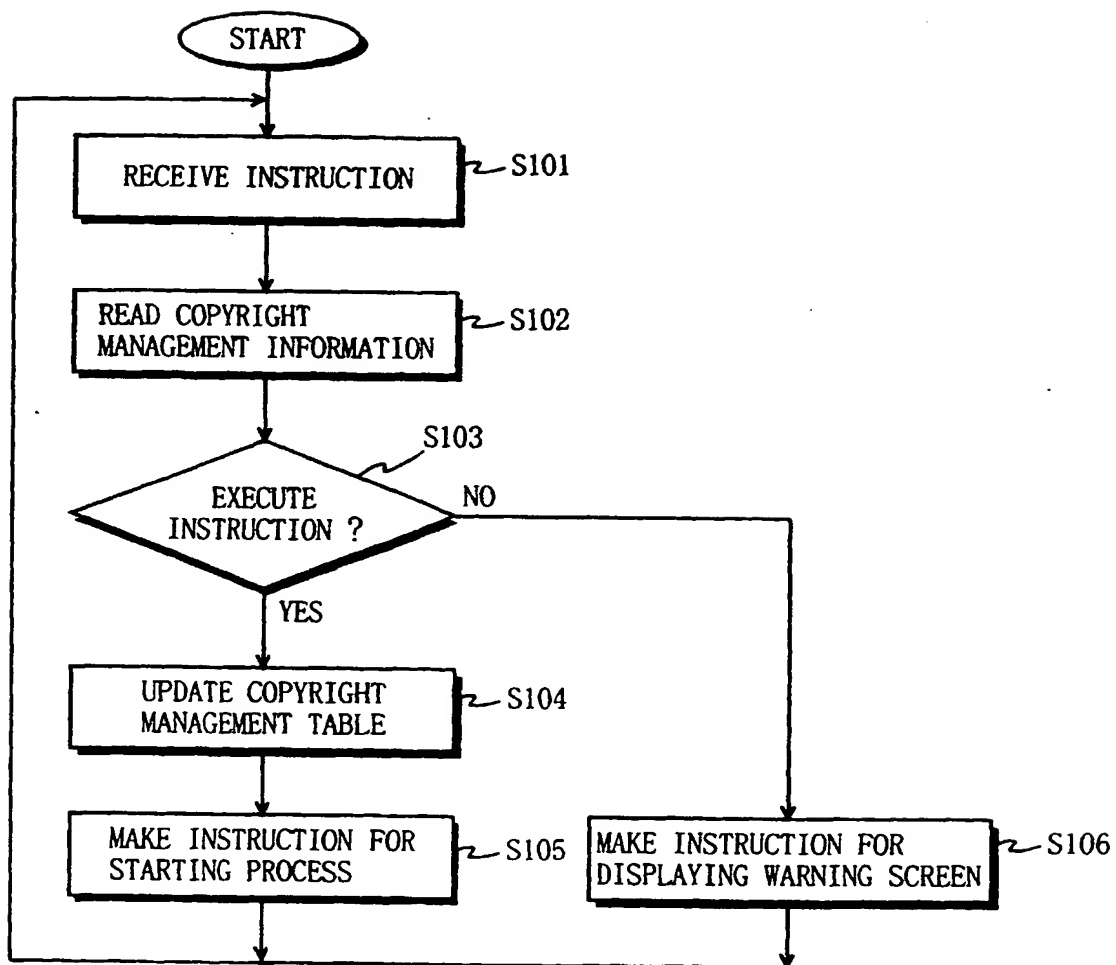 START
RECEIVE INSTRUCTION
S101
READ COPYRIGHT
MANAGEMENT INFORMATION
S102
S103
EXECUTE
INSTRUCTION ?
NO
YES
UPDATE COPYRIGHT
MANAGEMENT TABLE
S104
MAKE INSTRUCTION FOR
STARTING PROCESS
S105
MAKE INSTRUCTION FOR
DISPLAYING WARNING SCREEN
S106